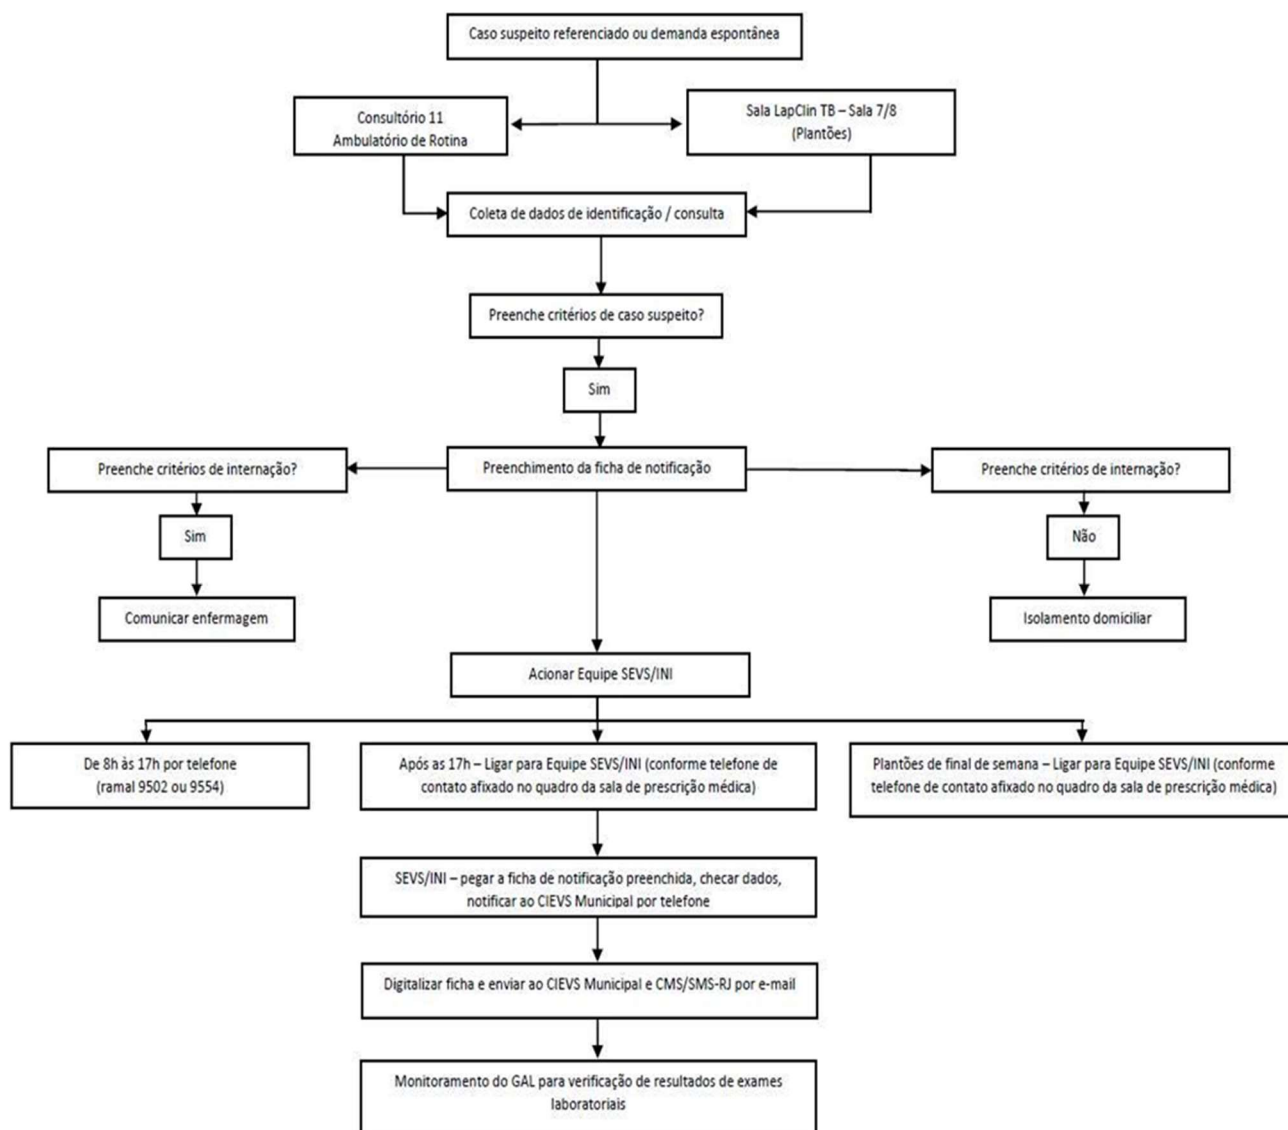 Caso suspeito referenciado ou demanda espontânea
Consultório 11
Ambulatório de Rotina
Sala LapClin TB – Sala 7/8
(Plantões)
Coleta de dados de identificação / consulta
Preenche critérios de caso suspeito?
Sim
Preenche critérios de internação?
Preenchimento da ficha de notificação
Preenche critérios de internação?
Sim
Não
Comunicar enfermagem
Isolamento domiciliar
Acionar Equipe SEVS/INI
De 8h às 17h por telefone
(ramal 9502 ou 9554)
Após as 17h – Ligar para Equipe SEVS/INI (conforme telefone de
contato afixado no quadro da sala de prescrição médica)
Plantões de final de semana – Ligar para Equipe SEVS/INI (conforme
telefone de contato afixado no quadro da sala de prescrição médica)
SEVS/INI – pegar a ficha de notificação preenchida, checar dados,
notificar ao CIEVS Municipal por telefone
Digitalizar ficha e enviar ao CIEVS Municipal e CMS/SMS-RJ por e-mail
Monitoramento do GAL para verificação de resultados de exames
laboratoriais